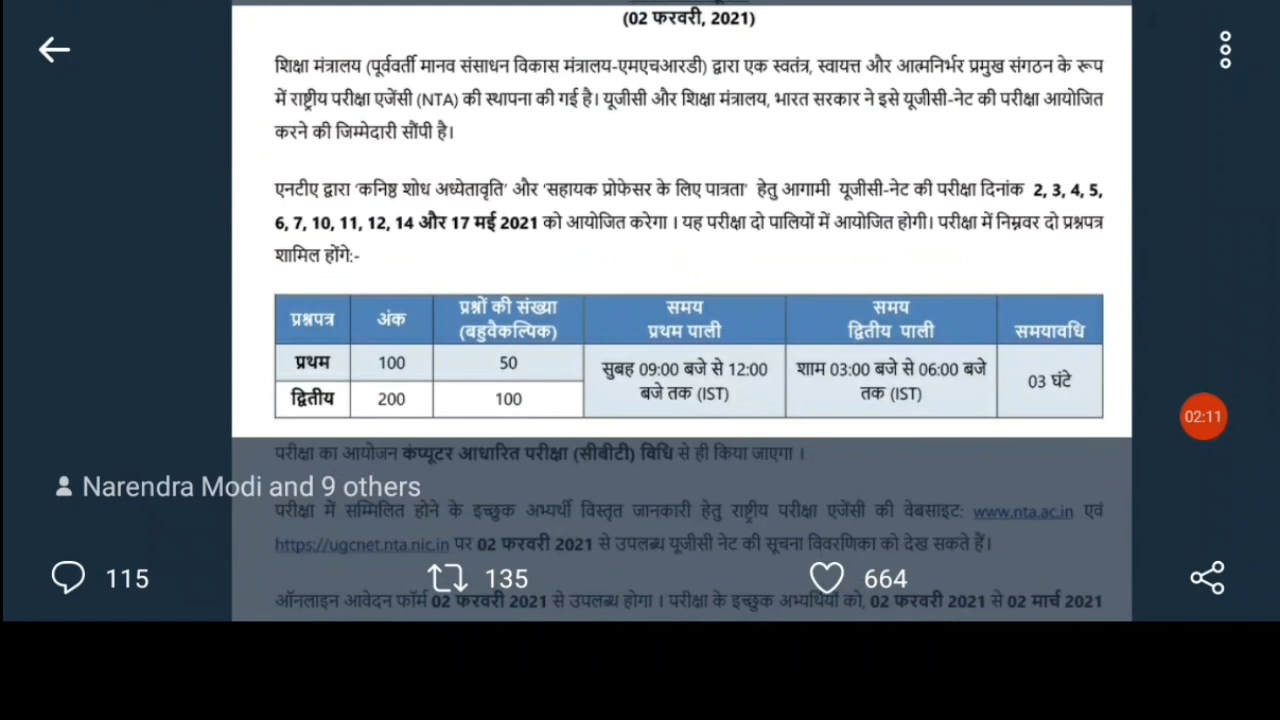 (02 फरवरी, 2021)
शिक्षा मंत्रालय (पूर्ववर्ती मानव संसाधन विकास मंत्रालय-एमएचआरडी) द्वारा एक स्वतंत्र, स्वायत्त और आत्मनिर्भर प्रमुख संगठन के रूप
में राष्ट्रीय परीक्षा एजेंसी (NTA) की स्थापना की गई है। यूजीसी और शिक्षा मंत्रालय, भारत सरकार ने इसे यूजीसी-नेट की परीक्षा आयोजित
करने की जिम्मेदारी सौंपी है।
एनटीए द्वारा 'कनिष्ठ शोध अध्येतावृति' और 'सहायक प्रोफेसर के लिए पात्रता' हेतु आगामी यूजीसी-नेट की परीक्षा दिनांक 2, 3, 4, 5,
6, 7, 10, 11, 12, 14 और 17 मई 2021 को आयोजित करेगा । यह परीक्षा दो पालियों में आयोजित होगी। परीक्षा में निम्नवर दो प्रश्नपत्र
शामिल होंगे:-
प्रश्नपत्र अंक प्रश्नों की संख्या (बहुवैकल्पिक) समय प्रथम पाली समय द्वितीय पाली समयावधि
प्रथम 100 50 सुबह 09:00 बजे से 12:00 बजे तक (IST) शाम 03:00 बजे से 06:00 बजे तक (IST) 03 घंटे
द्वितीय 200 100
02:11
परीक्षा का आयोजन कंप्यूटर आधारित परीक्षा (सीबीटी) विधि से ही किया जाएगा ।
Narendra Modi and 9 others
परीक्षा में सम्मिलित होने के इच्छुक अभ्यर्थी विस्तृत जानकारी हेतु राष्ट्रीय परीक्षा एजेंसी की वेबसाइट: www.nta.ac.in एवं
https://ugcnet.nta.nic.in पर 02 फरवरी 2021 से उपलब्ध यूजीसी नेट की सूचना विवरणिका को देख सकते हैं।
115 135 664
ऑनलाइन आवेदन फॉर्म 02 फरवरी 2021 से उपलब्ध होगा । परीक्षा के इच्छुक अभ्यर्थियों को, 02 फरवरी 2021 से 02 मार्च 2021